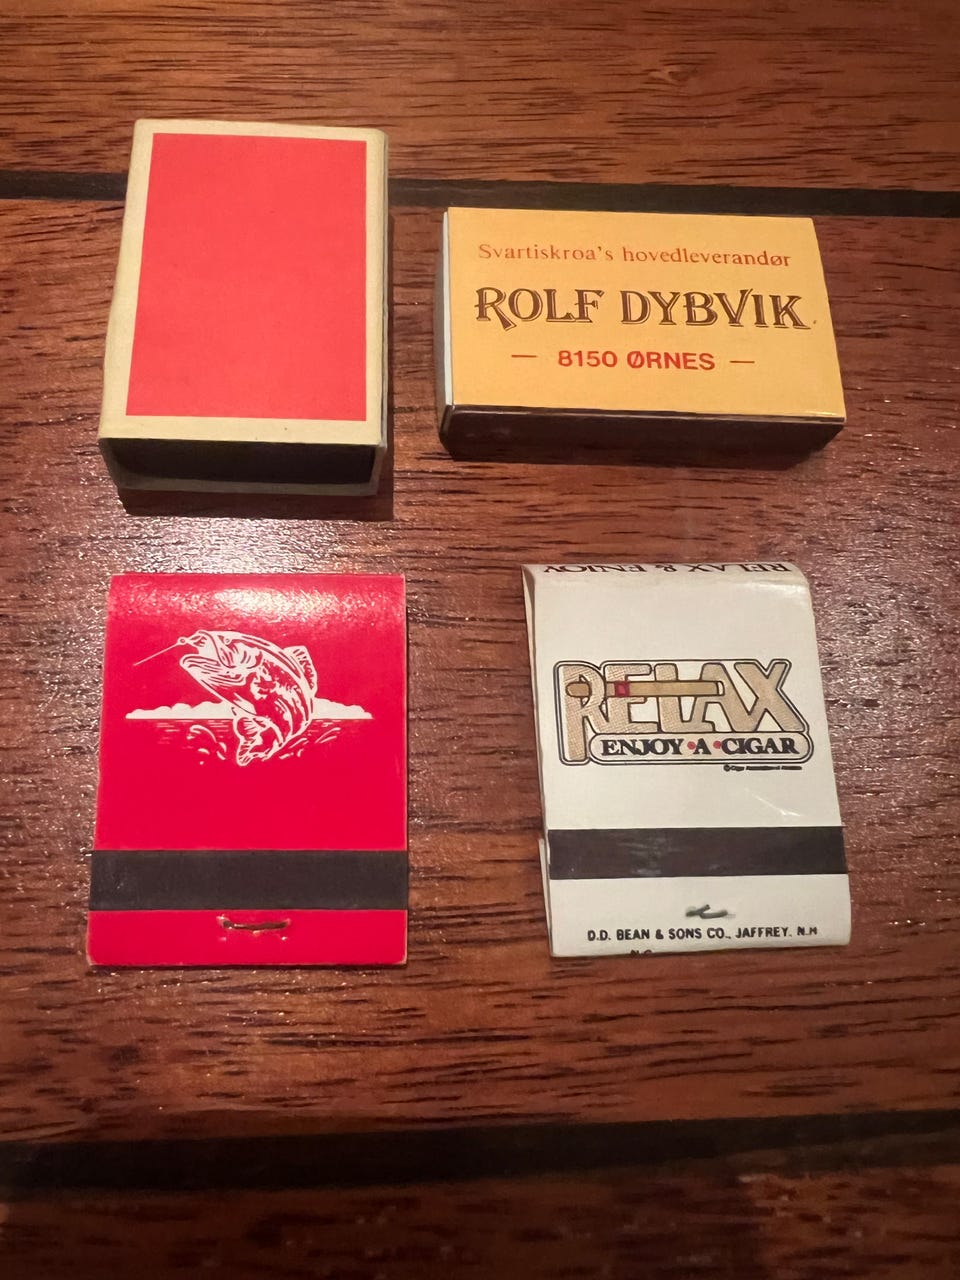 Svartiskroa's hovedleverandør
ROLF DYBVIK
— 8150 ØRNES —
RELAX & ENJOY
RELAX
ENJOY • A • CIGAR
D.D. BEAN & SONS CO., JAFFREY, N.H